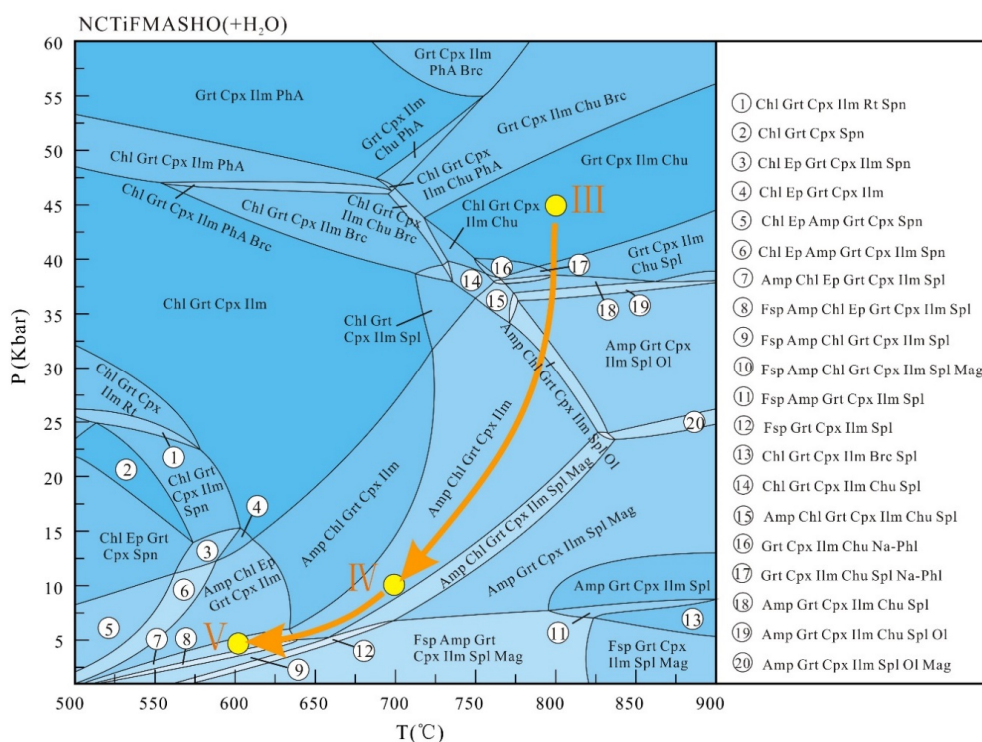 NCTiFMASHO(+H₂O)
P(Kbar)
60
55
50
45
40
35
30
25
20
15
10
5
500
550
600
650
700
750
800
850
900
T(℃)
Grt Cpx Ilm PhA
Grt Cpx Ilm
PhA Brc
Grt Cpx Ilm
Chu PhA
Grt Cpx Ilm Chu Brc
Chl Grt Cpx Ilm PhA
Chl Grt Cpx
Ilm Chu PhA
Grt Cpx Ilm Chu
Chl Grt Cpx
Ilm PhA Brc
Chl Grt Cpx
Ilm Brc
Chl Grt Cpx
Ilm Chu Brc
Chl Grt Cpx
Ilm Chu
III
Grt Cpx Ilm
Chu Spl
16
17
14
15
18
19
Chl Grt Cpx Ilm
Chl Grt
Cpx Ilm Spl
Amp Grt Cpx
Ilm Spl Ol
Amp Chl Grt Cpx Ilm Spl Ol
Chl Grt Cpx
Ilm Rt
20
1
2
Chl Grt
Cpx Ilm
Spn
Amp Chl Grt Cpx Ilm
Amp Chl Grt Cpx Ilm
Amp Chl Grt Cpx Ilm Spl Mag
4
Chl Ep Grt
Cpx Spn
3
Amp Grt Cpx Ilm Spl Mag
6
Amp Chl Ep
Grt Cpx Ilm
IV
Amp Grt Cpx Ilm Spl
5
7
8
V
9
12
11
13
Fsp Amp Grt
Cpx Ilm Spl Mag
Fsp Grt Cpx
Ilm Spl Mag
① Chl Grt Cpx Ilm Rt Spn
② Chl Grt Cpx Spn
③ Chl Ep Grt Cpx Ilm Spn
④ Chl Ep Grt Cpx Ilm
⑤ Chl Ep Amp Grt Cpx Spn
⑥ Chl Ep Amp Grt Cpx Ilm Spn
⑦ Amp Chl Ep Grt Cpx Ilm Spl
⑧ Fsp Amp Chl Ep Grt Cpx Ilm Spl
⑨ Fsp Amp Chl Grt Cpx Ilm Spl
⑩ Fsp Amp Chl Grt Cpx Ilm Spl Mag
⑪ Fsp Amp Grt Cpx Ilm Spl
⑫ Fsp Grt Cpx Ilm Spl
⑬ Chl Grt Cpx Ilm Brc Spl
⑭ Chl Grt Cpx Ilm Chu Spl
⑮ Amp Chl Grt Cpx Ilm Chu Spl
⑯ Grt Cpx Ilm Chu Na-Phl
⑰ Grt Cpx Ilm Chu Spl Na-Phl
⑱ Amp Grt Cpx Ilm Chu Spl
⑲ Amp Grt Cpx Ilm Chu Spl Ol
⑳ Amp Grt Cpx Ilm Spl Ol Mag